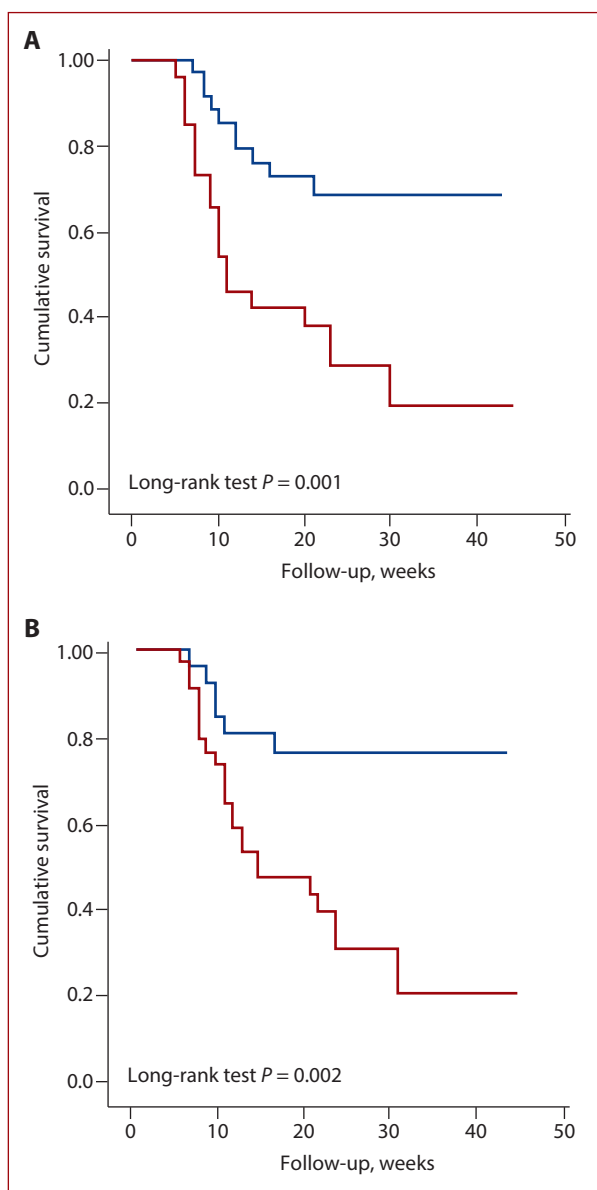 A
1.00
0.8
0.6
0.4
0.2
0.0
Cumulative survival
Long-rank test P = 0.001
0 10 20 30 40 50
Follow-up, weeks
B
1.00
0.8
0.6
0.4
0.2
0.0
Cumulative survival
Long-rank test P = 0.002
0 10 20 30 40 50
Follow-up, weeks